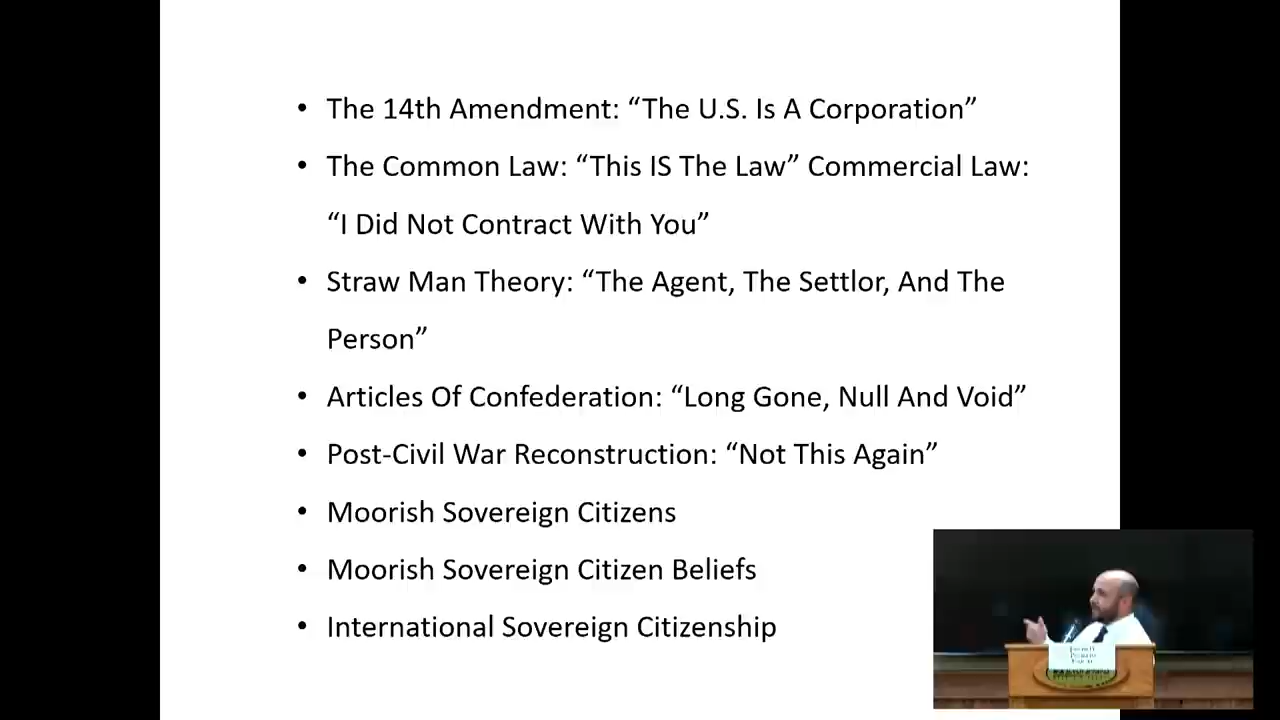 • The 14th Amendment: “The U.S. Is A Corporation”
• The Common Law: “This IS The Law” Commercial Law:
“I Did Not Contract With You”
• Straw Man Theory: “The Agent, The Settlor, And The
Person”
• Articles Of Confederation: “Long Gone, Null And Void”
• Post-Civil War Reconstruction: “Not This Again”
• Moorish Sovereign Citizens
• Moorish Sovereign Citizen Beliefs
• International Sovereign Citizenship